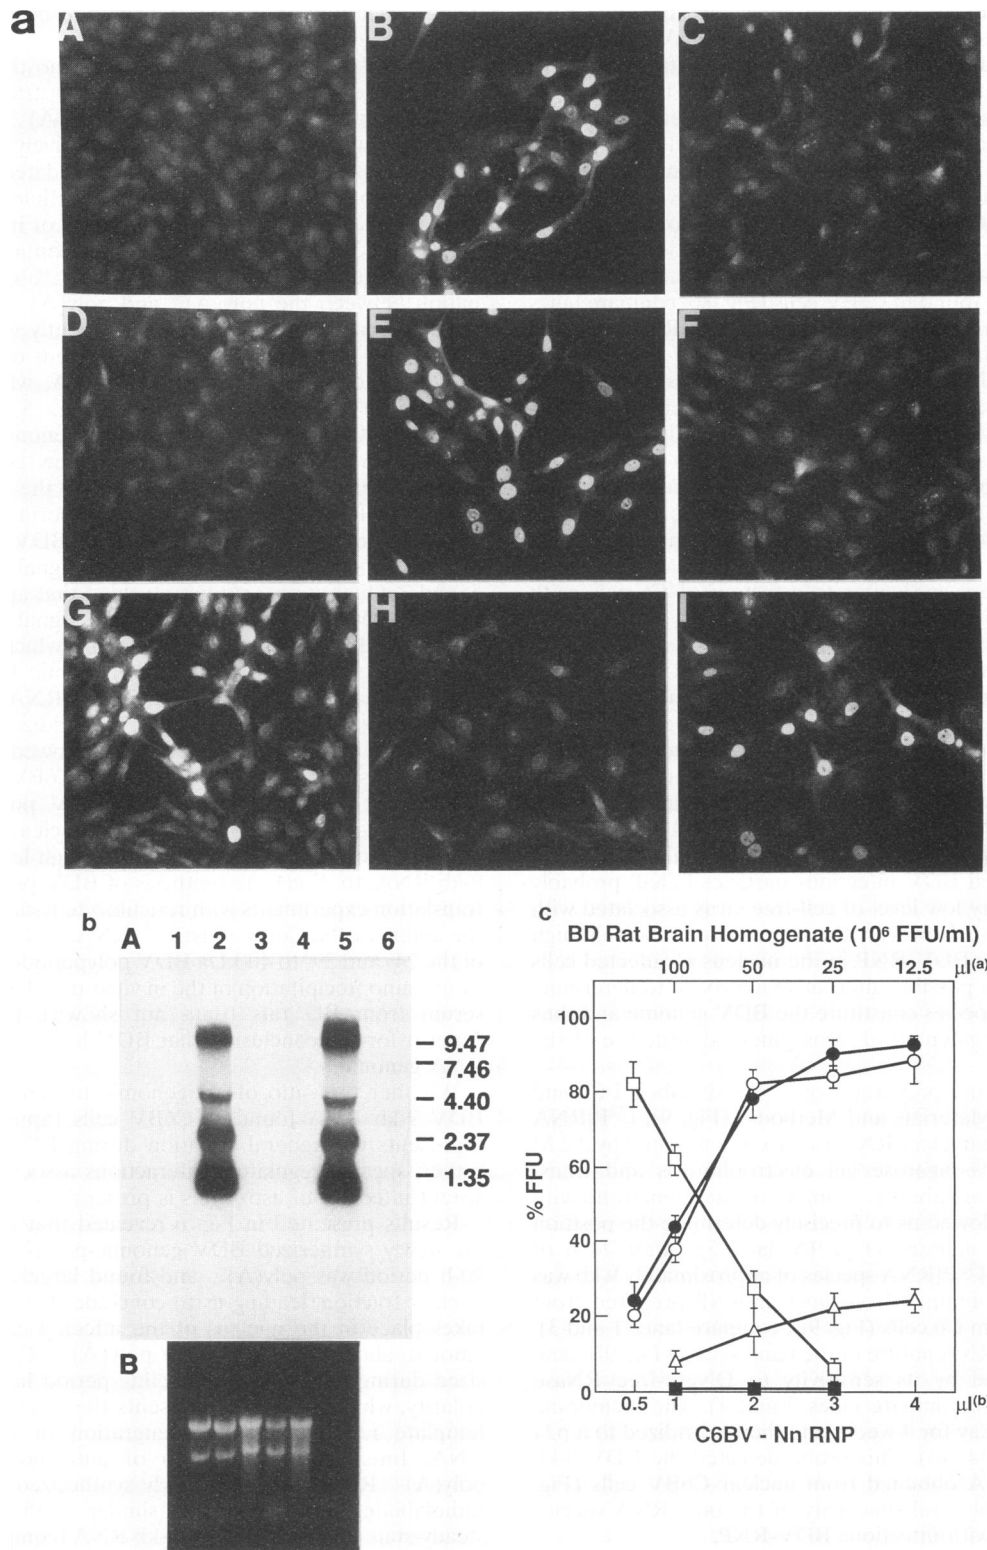 a
A
B
C
D
E
F
G
H
I
b
A 1 2 3 4 5 6
9.47
7.46
4.40
2.37
1.35
B
c
BD Rat Brain Homogenate (10⁶ FFU/ml)
100 50 25 12.5 μl(a)
100
80
60
40
20
0
% FFU
0.5 1 2 3 4 μl(b)
C6BV - Nn RNP